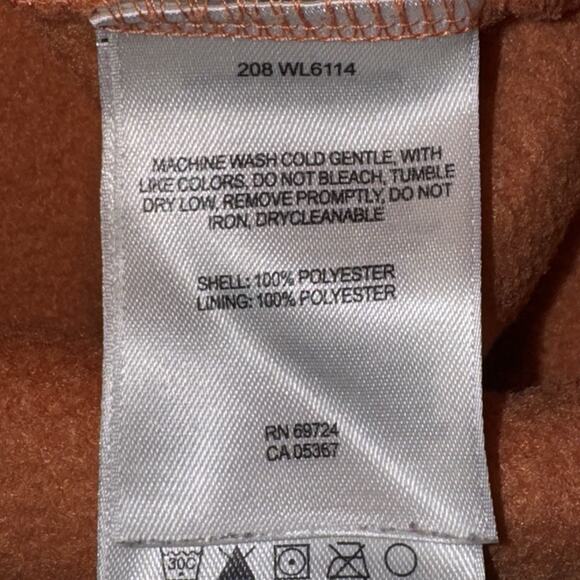 208 WL6114
MACHINE WASH COLD GENTLE, WITH
LIKE COLORS, DO NOT BLEACH, TUMBLE
DRY LOW, REMOVE PROMPTLY, DO NOT
IRON, DRYCLEANABLE
SHELL: 100% POLYESTER
LINING: 100% POLYESTER
RN 69724
CA 05367
30C